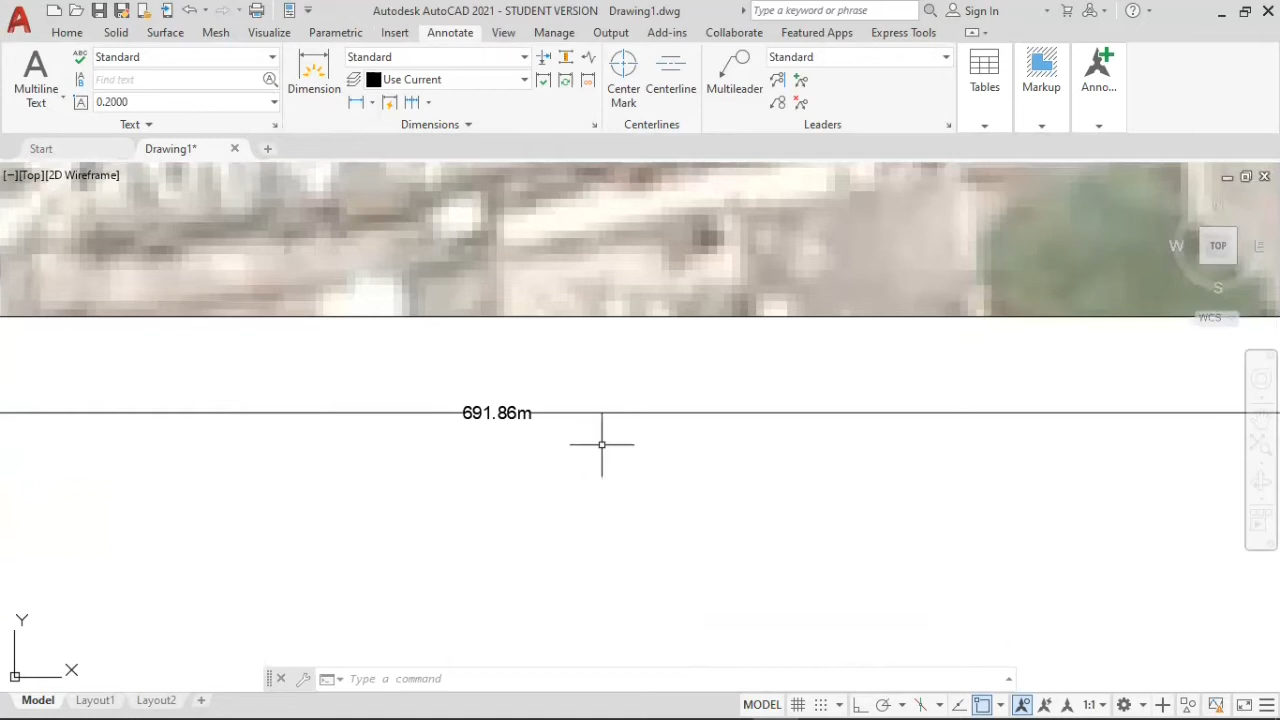 Autodesk AutoCAD 2021 - STUDENT VERSION Drawing1.dwg
Type a keyword or phrase
Sign In
Home Solid Surface Mesh Visualize Parametric Insert Annotate View Manage Output Add-ins Collaborate Featured Apps Express Tools
Multiline Text
Standard
Find text
0.2000
Text
Dimension
Standard
Use Current
Dimensions
Center Mark
Centerline
Centerlines
Multileader
Standard
Leaders
Tables
Markup
Anno...
Start
Drawing1*
[−][Top][2D Wireframe]
W
TOP
E
S
WCS
691.86m
Y
X
Type a command
Model Layout1 Layout2
MODEL
1:1